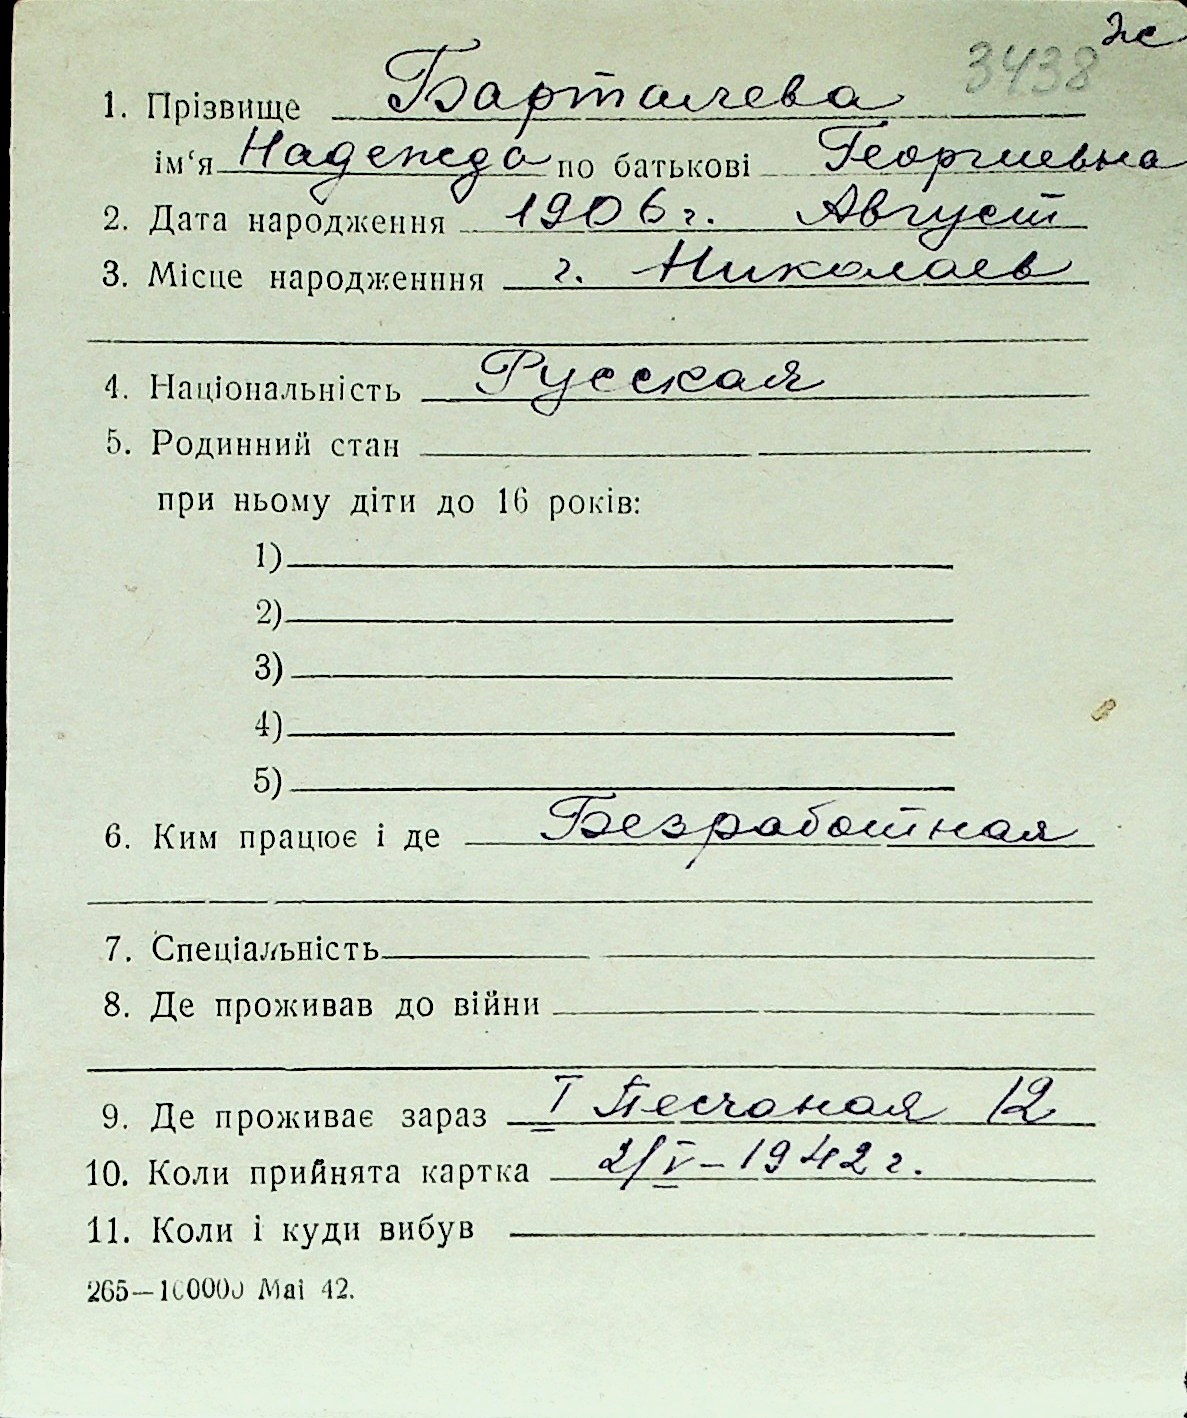 ж
3438
1. Прізвище Барталева
ім‘я Надежда по батькові Георгиевна
2. Дата народження 1906 г. Август
3. Місце народженння г. Николаев
4. Національність Русская
5. Родинний стан
при ньому діти до 16 років:
1)
2)
3)
4)
5)
6. Ким працює і де Безработная
7. Спеціальність
8. Де проживав до війни
9. Де проживає зараз I Песчаная 12
10. Коли прийнята картка 2/V – 1942 г.
11. Коли і куди вибув
265—100000 Mai 42.